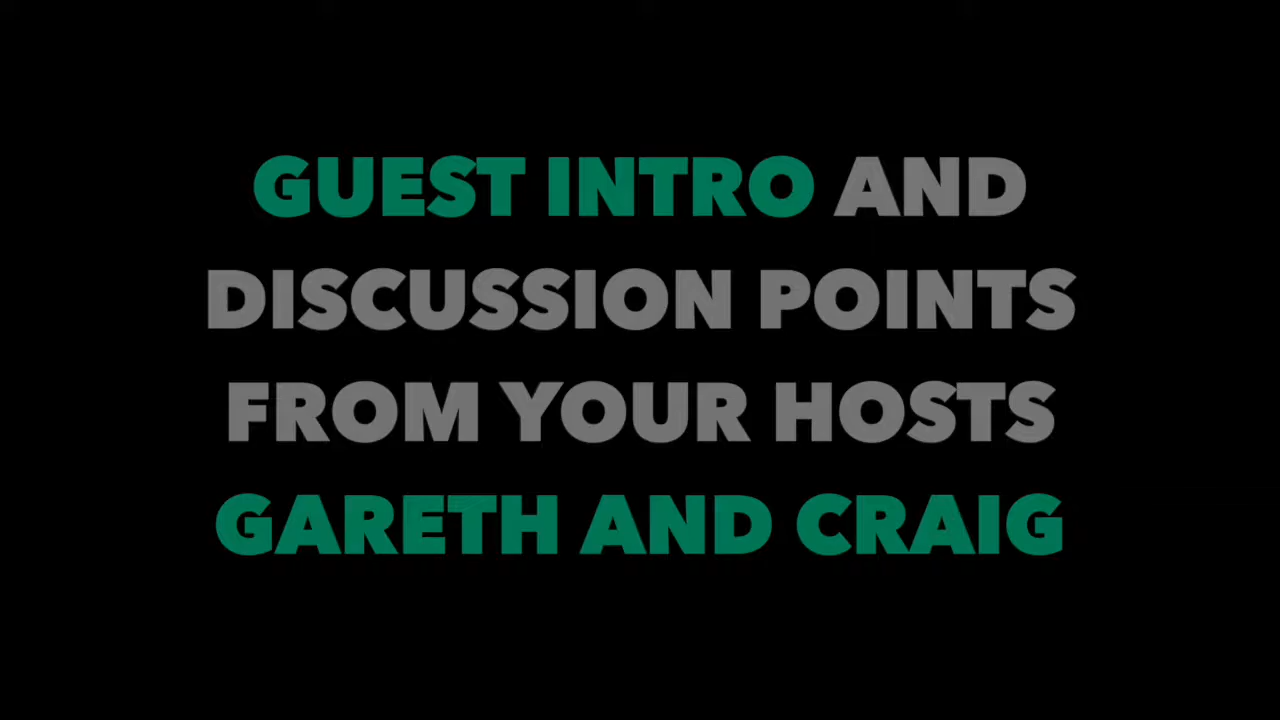 GUEST INTRO AND
DISCUSSION POINTS
FROM YOUR HOSTS
GARETH AND CRAIG